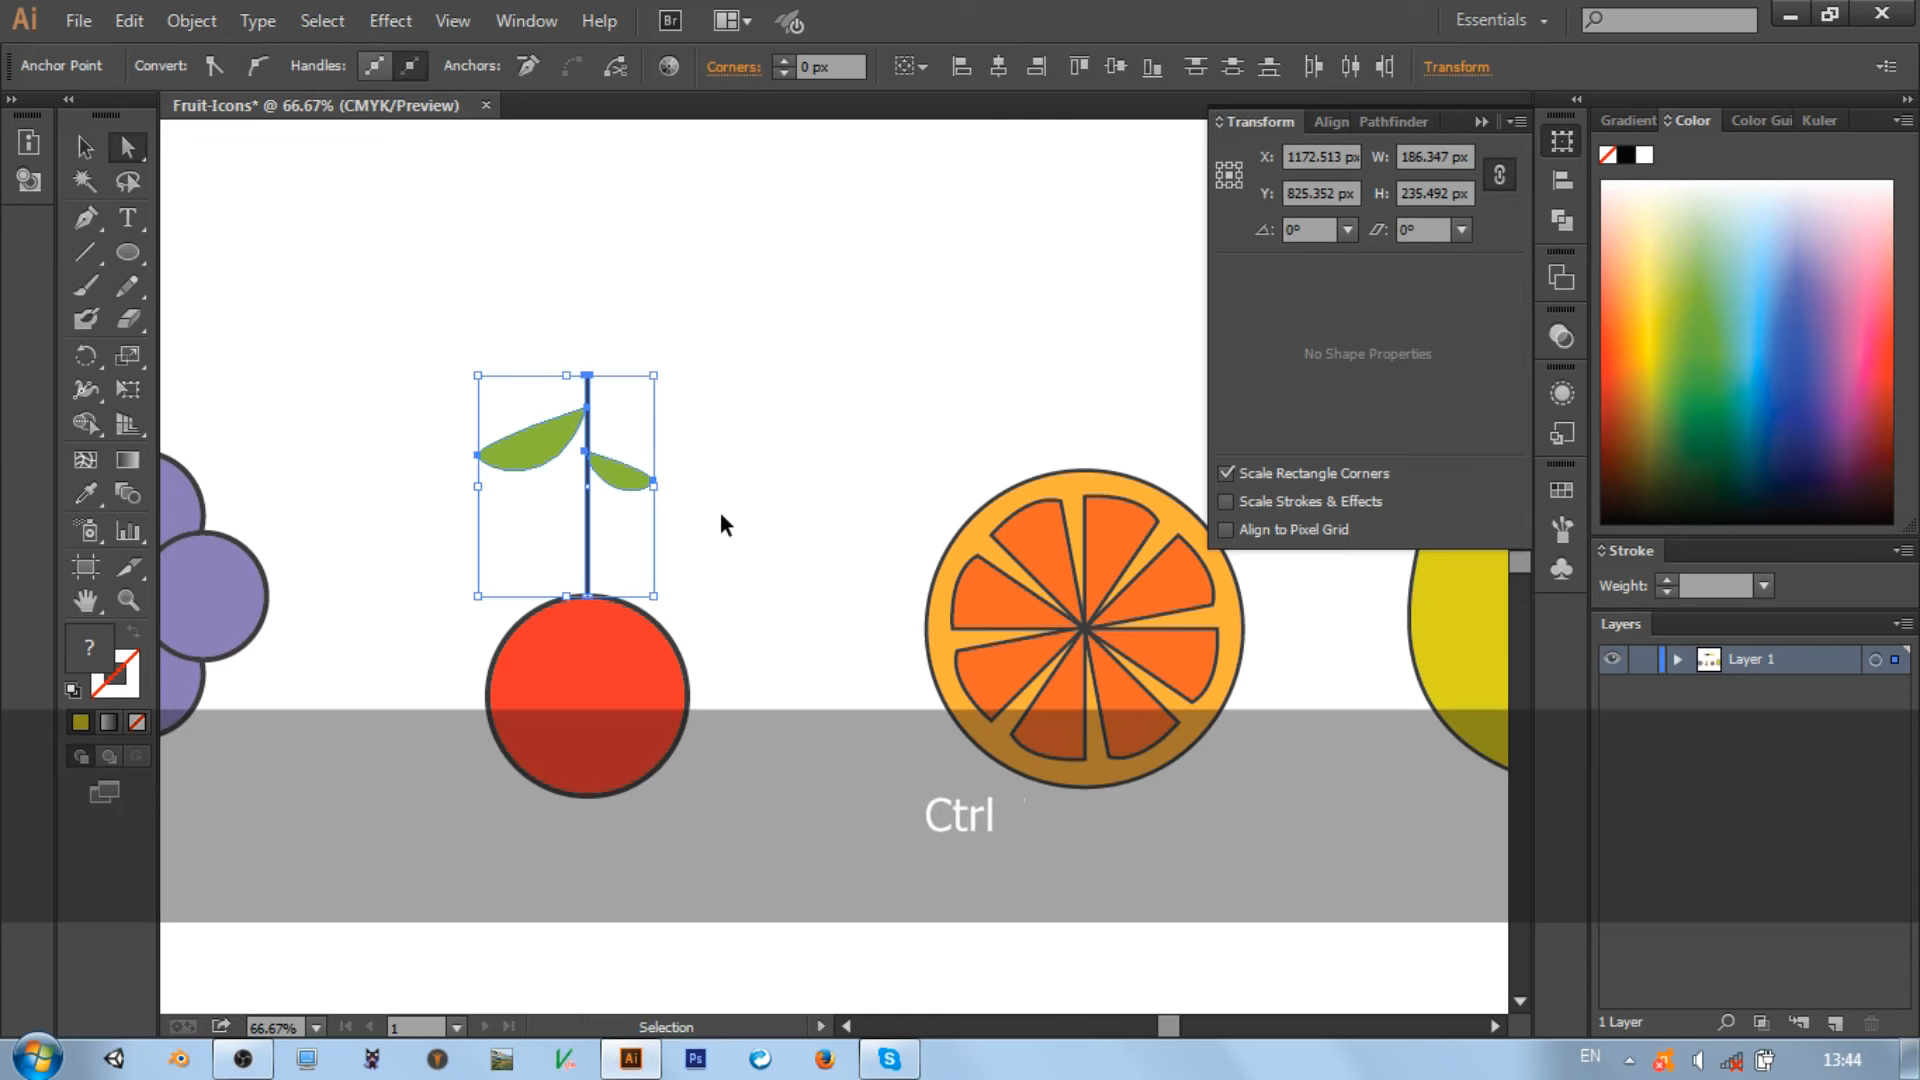 Ai File Edit Object Type Select Effect View Window Help Br Essentials
Anchor Point Convert: Handles: Anchors: Corners: 0 px Transform
Fruit-Icons* @ 66.67% (CMYK/Preview)
Transform Align Pathfinder
X: 1172.513 px W: 186.347 px
Y: 825.352 px H: 235.492 px
0° 0°
No Shape Properties
Scale Rectangle Corners
Scale Strokes & Effects
Align to Pixel Grid
Gradient Color Color Gui Kuler
Stroke
Weight:
Layers
Layer 1
T
?
Ctrl
66.67% 1 Selection
1 Layer
Ai Ps EN 13:44